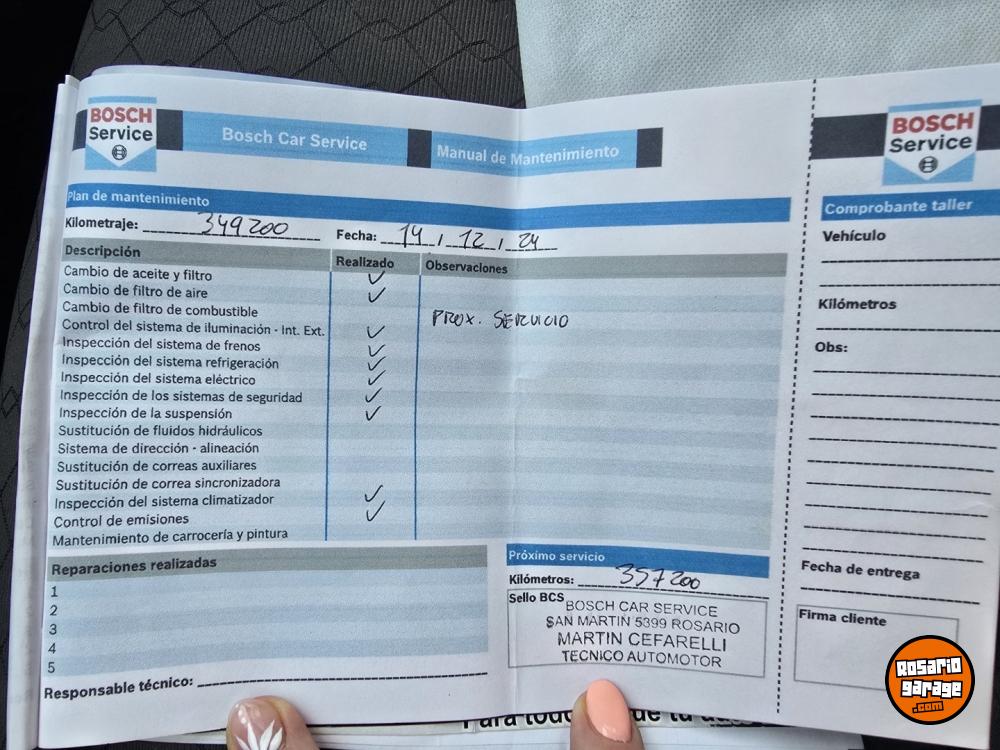 BOSCH
Service
Bosch Car Service
Manual de Mantenimiento
Plan de mantenimiento
Kilometraje: 349200 Fecha: 14 / 12 / 24
Descripción Realizado Observaciones
Cambio de aceite y filtro ✓
Cambio de filtro de aire ✓
Cambio de filtro de combustible PROX. SERVICIO
Control del sistema de iluminación - Int. Ext. ✓
Inspección del sistema de frenos ✓
Inspección del sistema refrigeración ✓
Inspección del sistema eléctrico ✓
Inspección de los sistemas de seguridad ✓
Inspección de la suspensión ✓
Sustitución de fluidos hidráulicos
Sistema de dirección - alineación
Sustitución de correas auxiliares
Sustitución de correa sincronizadora
Inspección del sistema climatizador ✓
Control de emisiones ✓
Mantenimiento de carrocería y pintura
Reparaciones realizadas
1
2
3
4
5
Responsable técnico:
Próximo servicio
Kilómetros: 357200
Sello BCS
BOSCH CAR SERVICE
SAN MARTIN 5399 ROSARIO
MARTIN CEFARELLI
TECNICO AUTOMOTOR
BOSCH
Service
Comprobante taller
Vehículo
Kilómetros
Obs:
Fecha de entrega
Firma cliente
Para de tu
Rosario
garage
.com